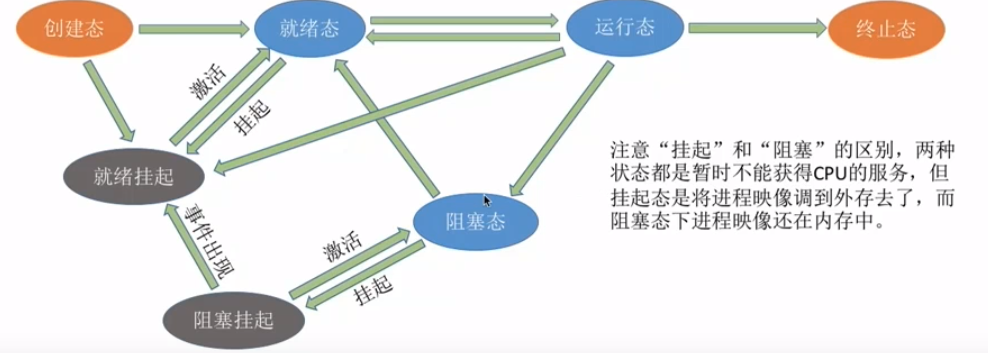 创建态
就绪态
运行态
终止态
激活
挂起
就绪挂起
注意“挂起”和“阻塞”的区别，两种
状态都是暂时不能获得CPU的服务，但
挂起态是将进程映像调到外存去了，而
阻塞态下进程映像还在内存中。
阻塞态
事件出现
激活
挂起
阻塞挂起